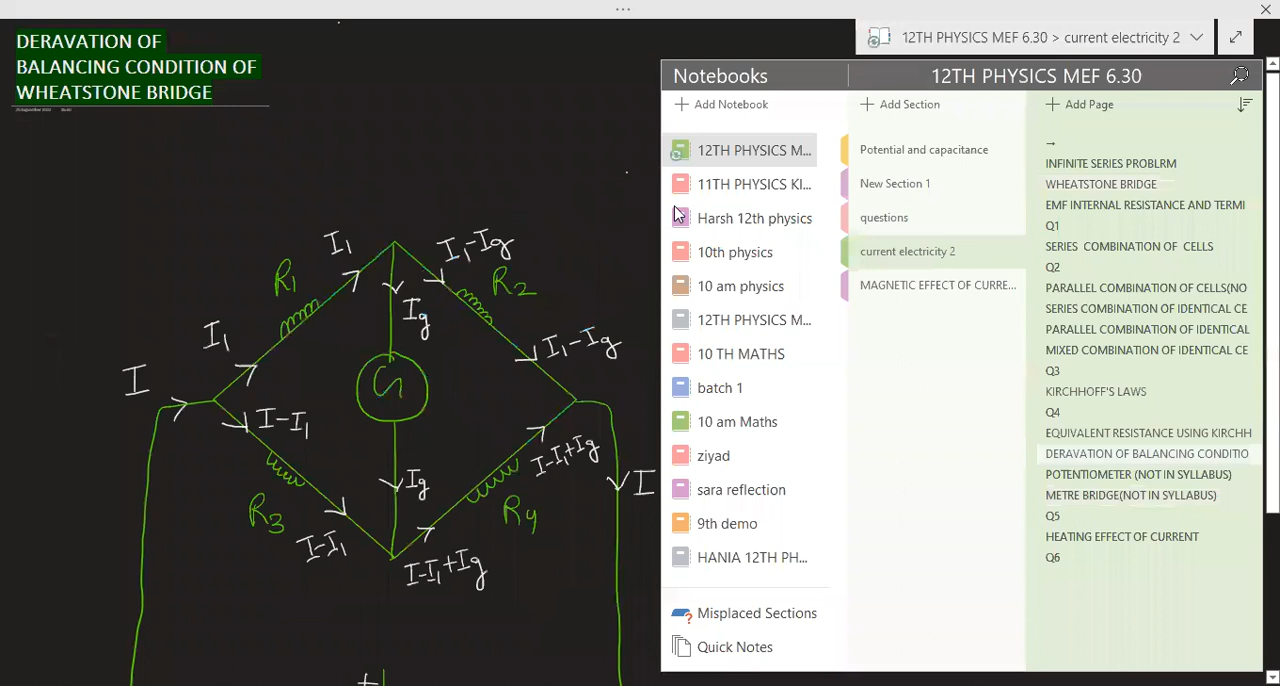 DERAVATION OF
BALANCING CONDITION OF
WHEATSTONE BRIDGE
12TH PHYSICS MEF 6.30 > current electricity 2
Notebooks
12TH PHYSICS MEF 6.30
Add Notebook
Add Section
Add Page
12TH PHYSICS M...
11TH PHYSICS KI...
Harsh 12th physics
10th physics
10 am physics
12TH PHYSICS M...
10 TH MATHS
batch 1
10 am Maths
ziyad
sara reflection
9th demo
HANIA 12TH PH...
Misplaced Sections
Quick Notes
Potential and capacitance
New Section 1
questions
current electricity 2
MAGNETIC EFFECT OF CURRE...
→
INFINITE SERIES PROBLRM
WHEATSTONE BRIDGE
EMF INTERNAL RESISTANCE AND TERMI
Q1
SERIES COMBINATION OF CELLS
Q2
PARALLEL COMBINATION OF CELLS(NO
SERIES COMBINATION OF IDENTICAL CE
PARALLEL COMBINATION OF IDENTICAL
MIXED COMBINATION OF IDENTICAL CE
Q3
KIRCHHOFF'S LAWS
Q4
EQUIVALENT RESISTANCE USING KIRCHH
DERAVATION OF BALANCING CONDITIO
POTENTIOMETER (NOT IN SYLLABUS)
METRE BRIDGE(NOT IN SYLLABUS)
Q5
HEATING EFFECT OF CURRENT
Q6
I1
I1-Ig
R1
R2
Ig
I1
I1-Ig
I
G
I-I1
I-I1+Ig
Ig
I
R3
R4
I-I1
I-I1+Ig
+